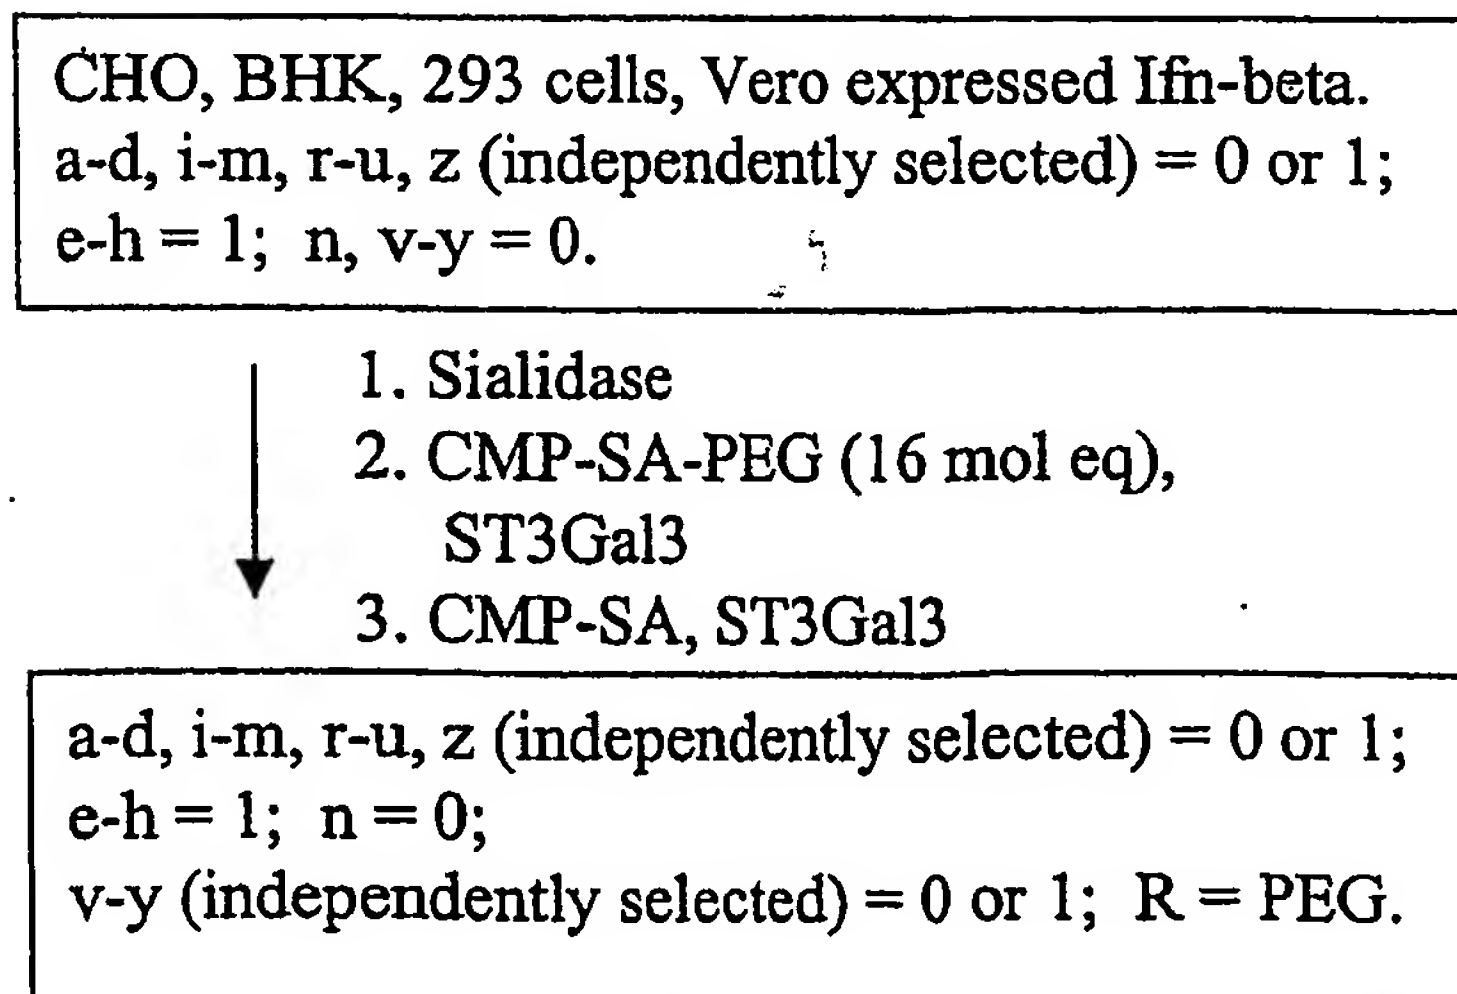 CHO, BHK, 293 cells, Vero expressed Ifn-beta.
a-d, i-m, r-u, z (independently selected) = 0 or 1;
e-h = 1; n, v-y = 0.
1. Sialidase
2. CMP-SA-PEG (16 mol eq),
ST3Gal3
3. CMP-SA, ST3Gal3
a-d, i-m, r-u, z (independently selected) = 0 or 1;
e-h = 1; n = 0;
v-y (independently selected) = 0 or 1; R = PEG.